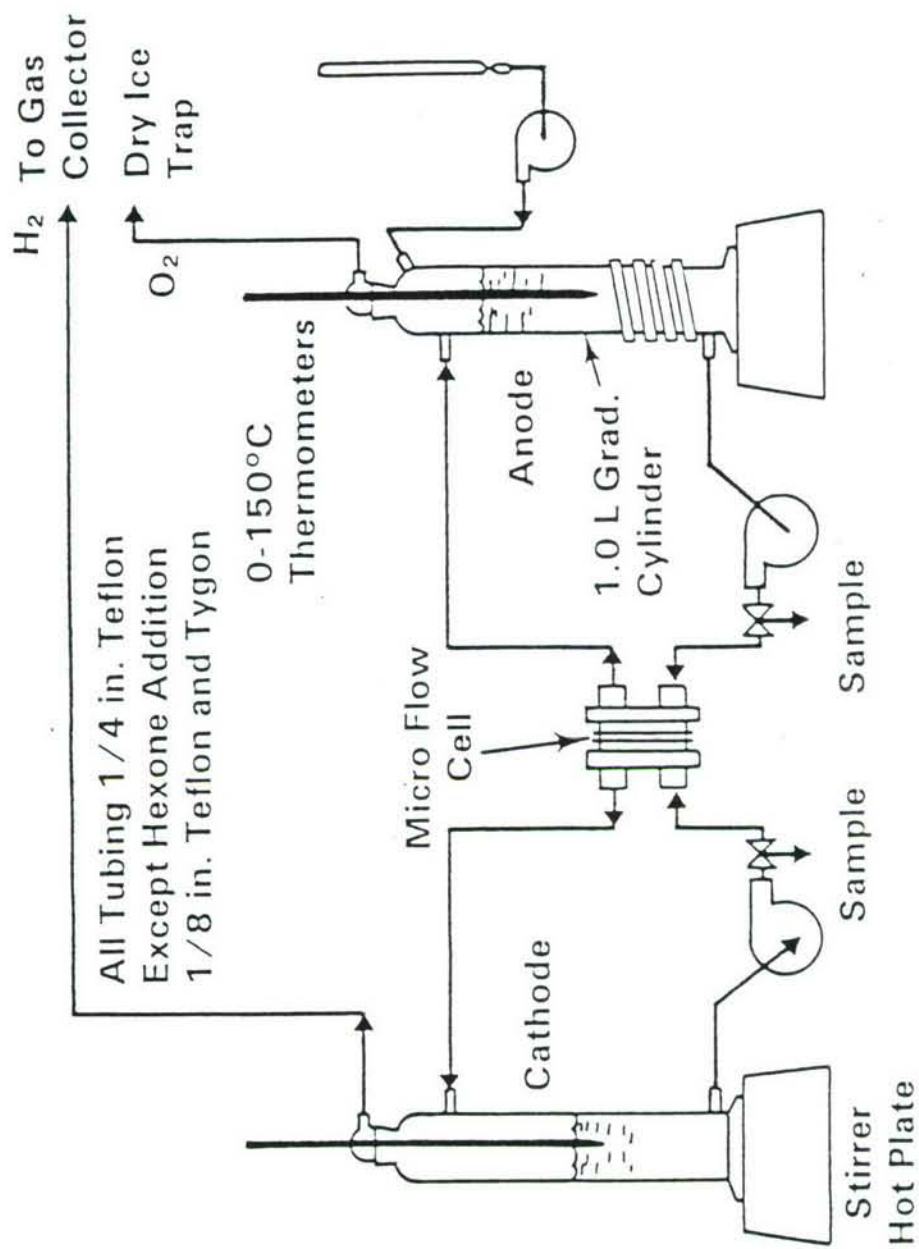 H2 To Gas
Collector
Dry Ice
Trap
O2
All Tubing 1/4 in. Teflon
Except Hexone Addition
1/8 in. Teflon and Tygon
0-150°C
Thermometers
Micro Flow
Cell
Cathode
Anode
1.0 L Grad.
Cylinder
Sample
Sample
Stirrer
Hot Plate